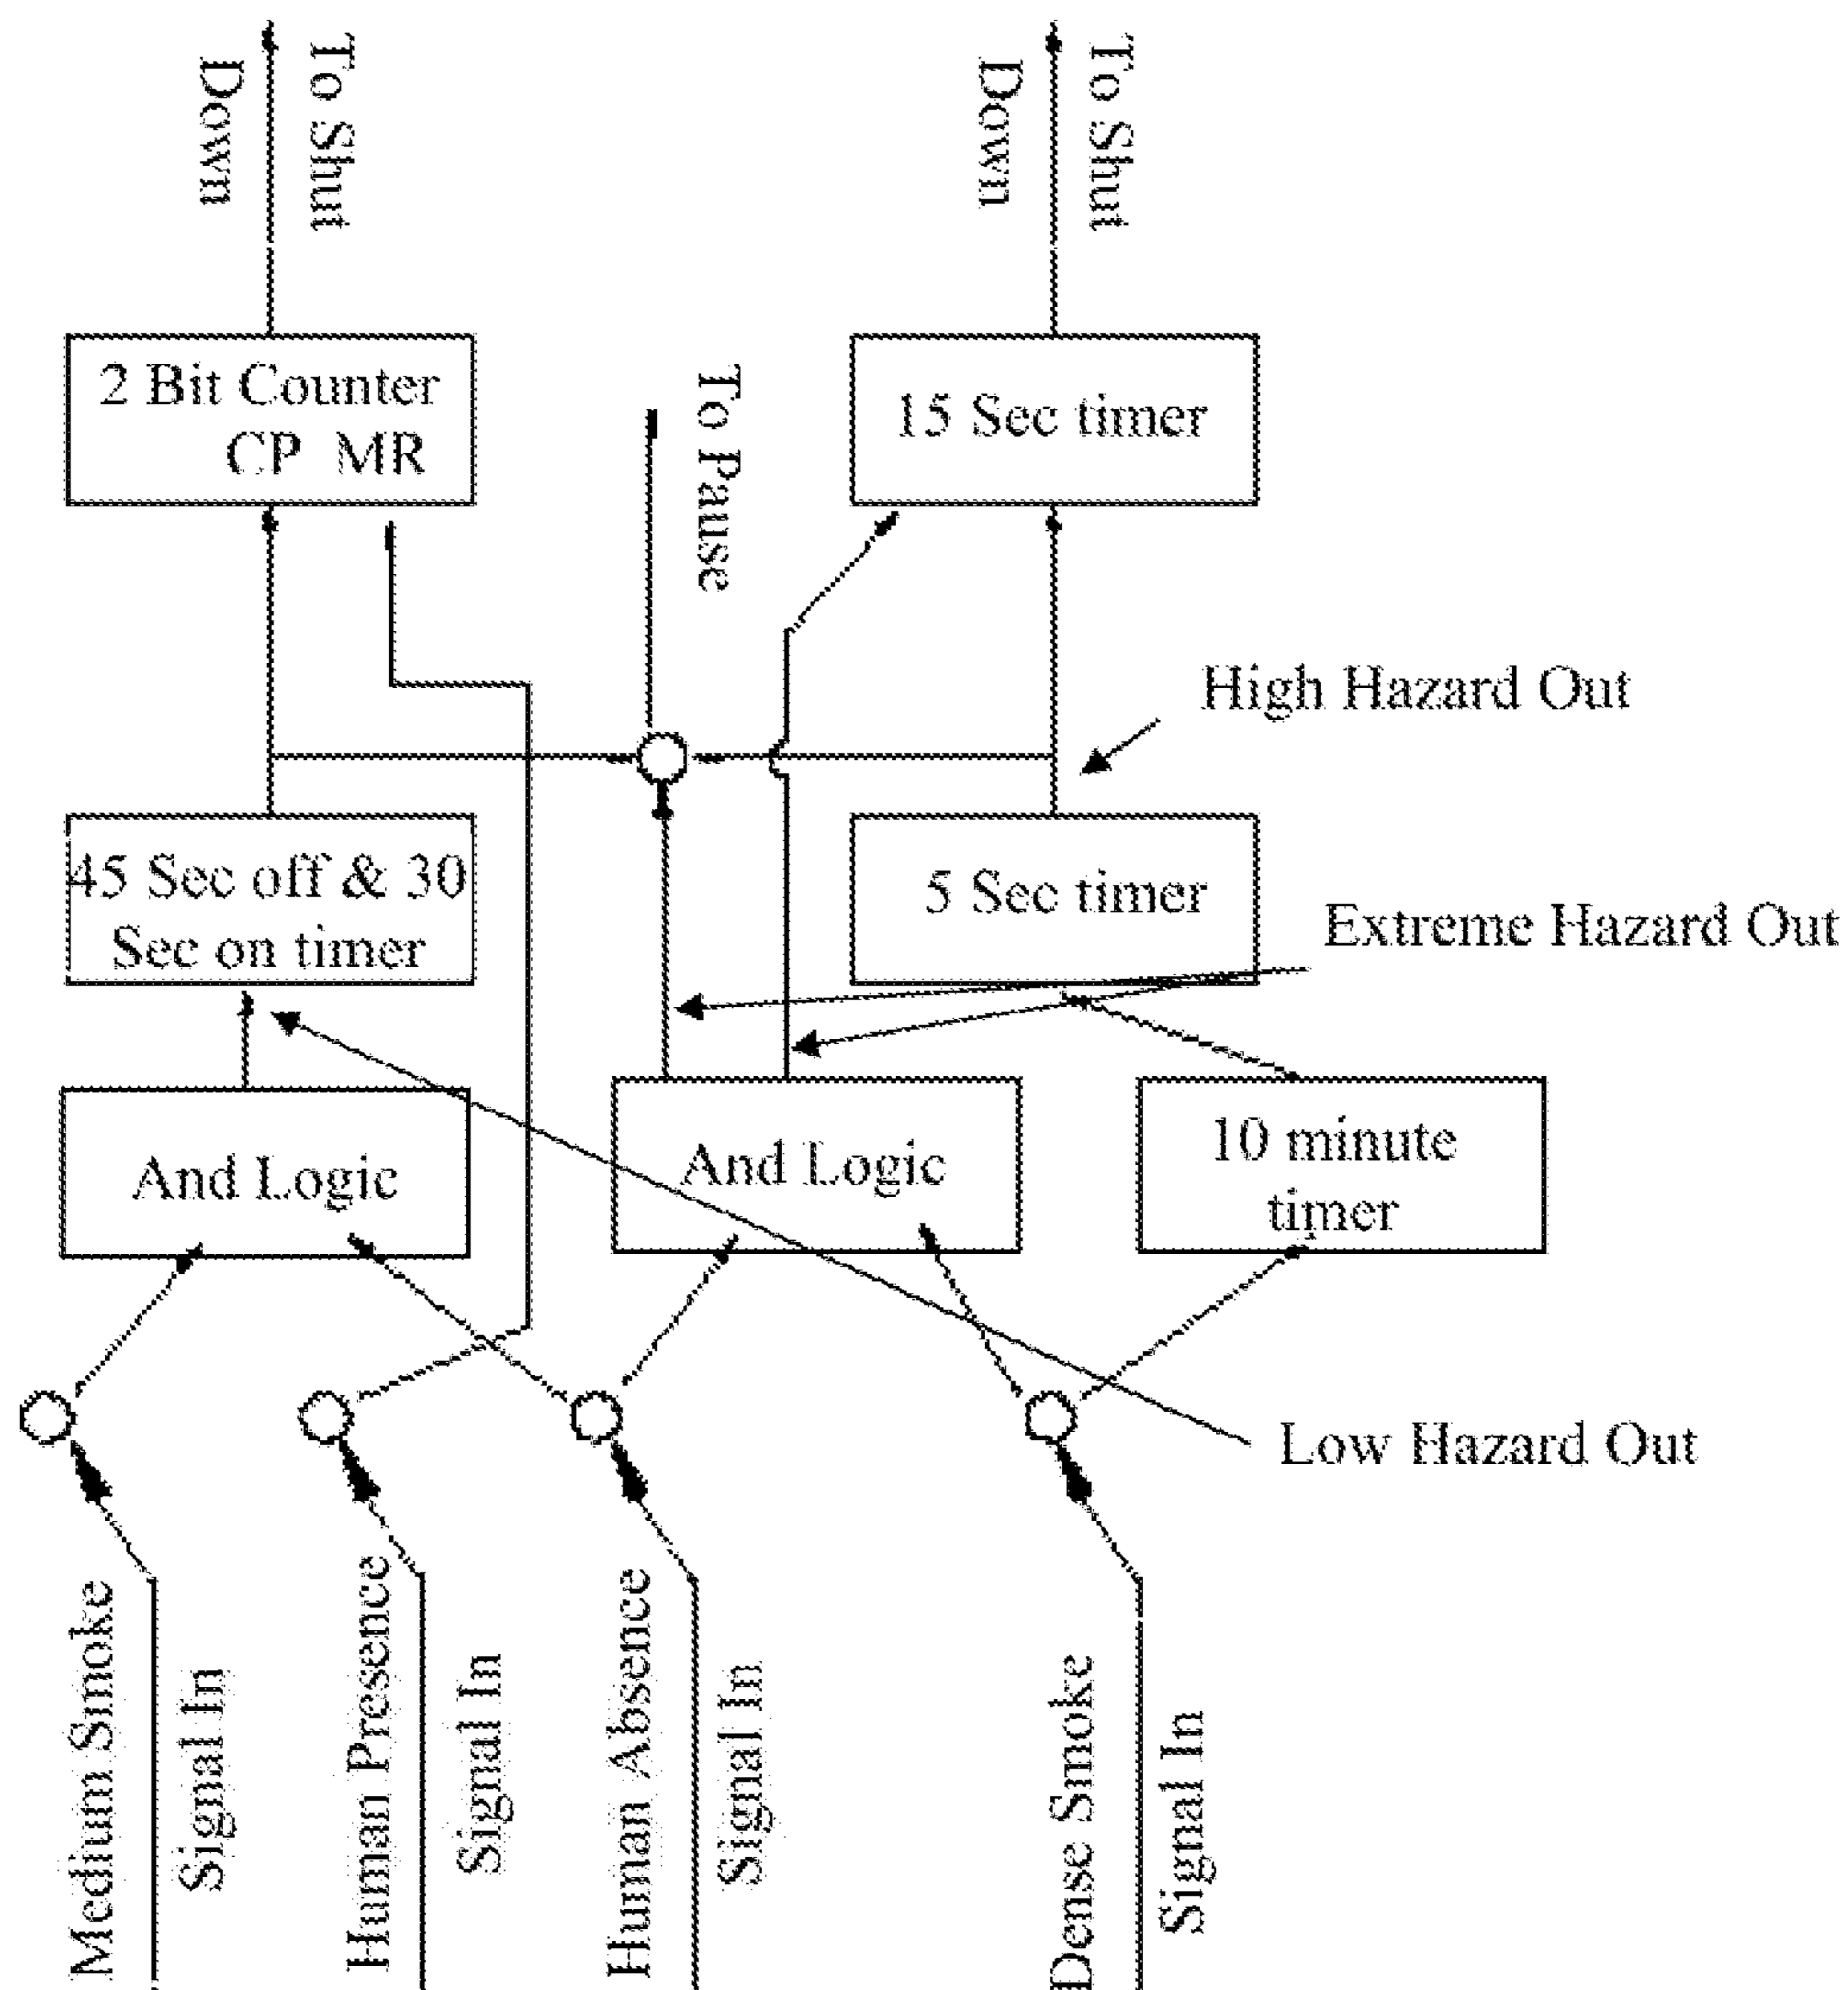 To Shut
Down
To Shut
Down
2 Bit Counter
CP MR
To Pause
15 Sec timer
High Hazard Out
45 Sec off & 30
Sec on timer
5 Sec timer
Extreme Hazard Out
And Logic
And Logic
10 minute
timer
Low Hazard Out
Medium Smoke
Signal In
Human Presence
Signal In
Human Absence
Signal In
Dense Smoke
Signal In